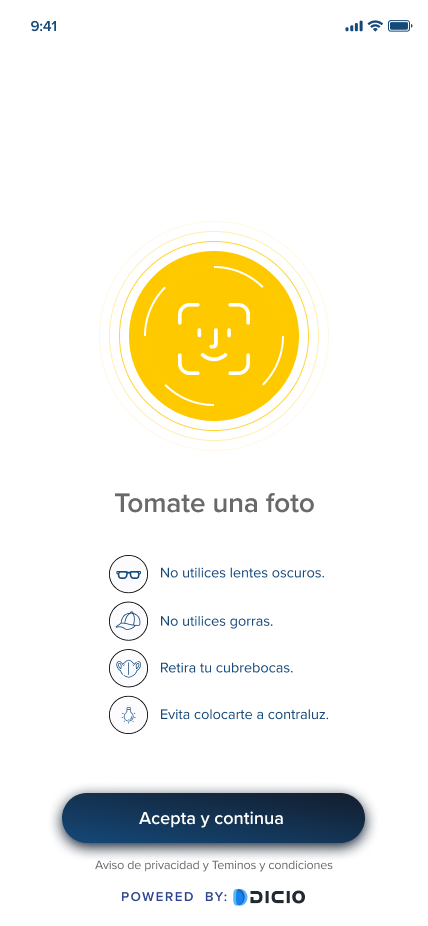 9:41
Tomate una foto
No utilices lentes oscuros.
No utilices gorras.
Retira tu cubrebocas.
Evita colocarte a contraluz.
Acepta y continua
Aviso de privacidad y Teminos y condiciones
POWERED BY: DICIO